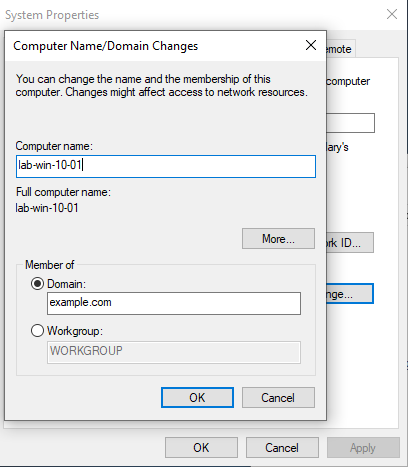 System Properties
Computer Name/Domain Changes
emote
You can change the name and the membership of this
computer. Changes might affect access to network resources.
computer
Computer name:
lary's
lab-win-10-01
Full computer name:
lab-win-10-01
More...
rk ID...
Member of
Domain:
nge...
example.com
Workgroup:
WORKGROUP
OK
Cancel
OK
Cancel
Apply